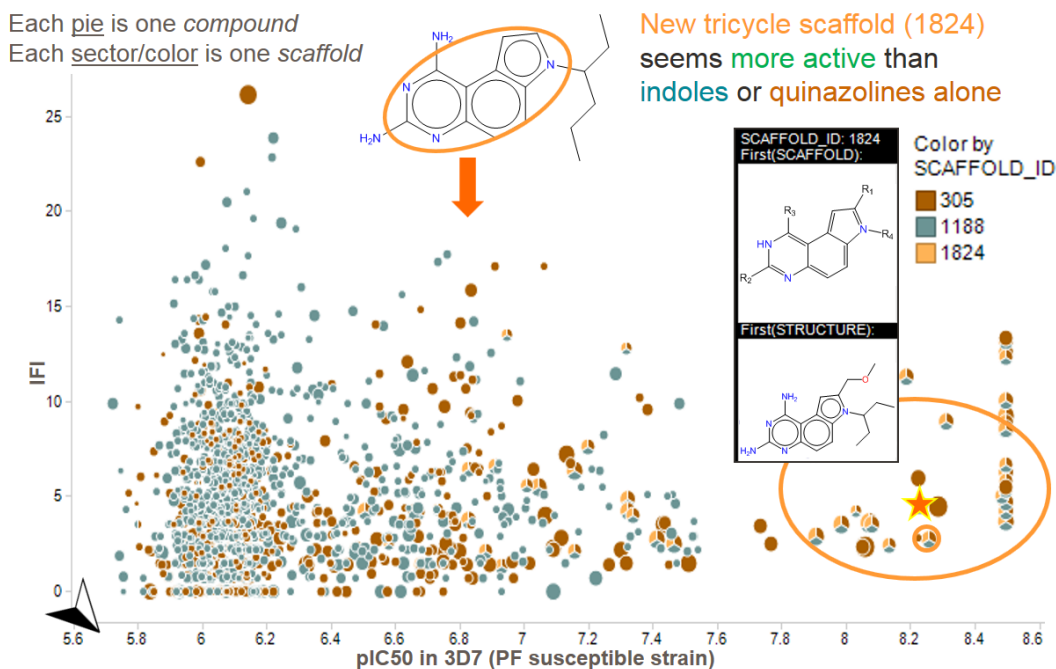 Each pie is one compound
Each sector/color is one scaffold
New tricycle scaffold (1824)
seems more active than
indoles or quinazolines alone
NH₂
N
N
H₂N
N
SCAFFOLD_ID: 1824
First(SCAFFOLD):
R₁
R₃
HN
N
R₄
R₂
N
First(STRUCTURE):
O
NH₂
N
N
H₂N
N
Color by
SCAFFOLD_ID
305
1188
1824
IFI
25
20
15
10
5
0
5.6
5.8
6
6.2
6.4
6.6
6.8
7
7.2
7.4
7.6
7.8
8
8.2
8.4
8.6
pIC50 in 3D7 (PF susceptible strain)